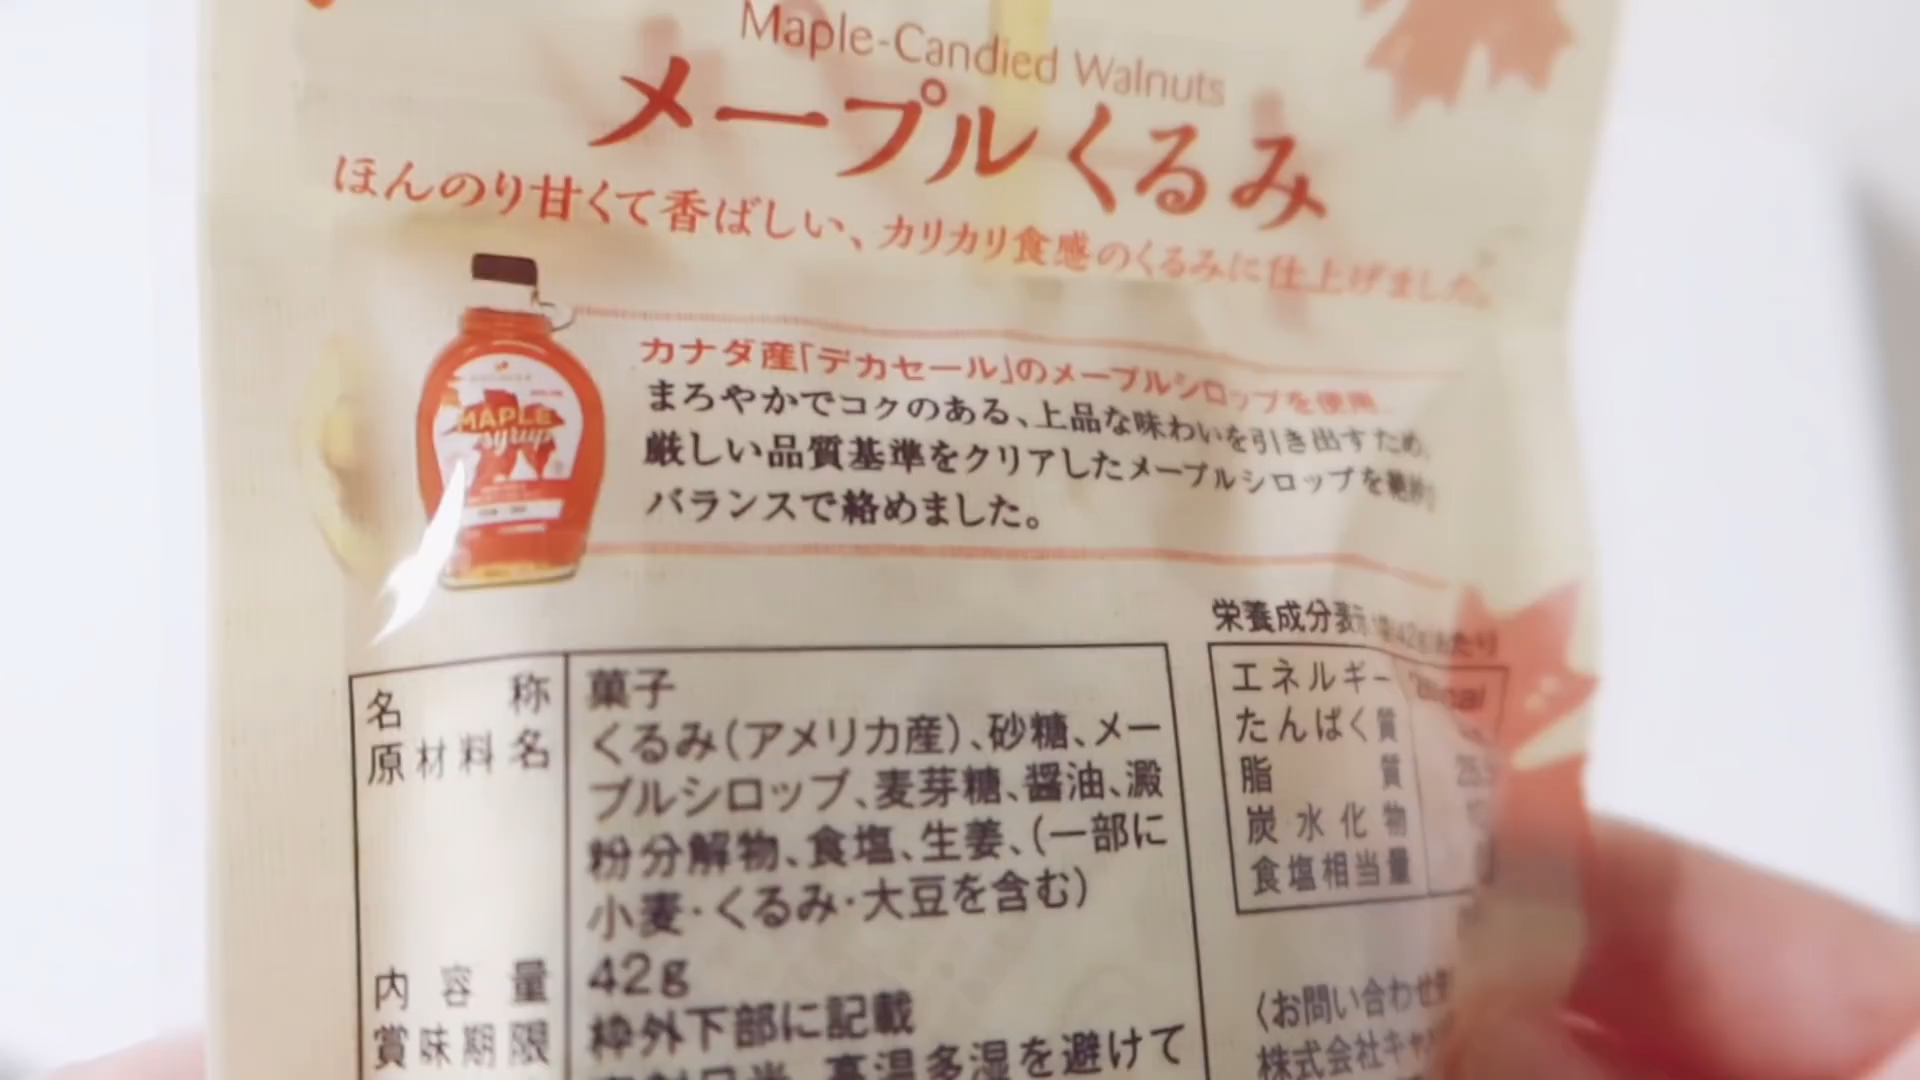 Maple-Candied Walnuts
メープルくるみ
ほんのり甘くて香ばしい、カリカリ食感のくるみに仕上げました。
カナダ産「デカセール」のメープルシロップを使用。
まろやかでコクのある、上品な味わいを引き出すため、
厳しい品質基準をクリアしたメープルシロップを絶妙な
バランスで絡めました。
MAPLE
syrup
名称 菓子
原材料名 くるみ(アメリカ産)、砂糖、メー
プルシロップ、麦芽糖、醤油、澱
粉分解物、食塩、生姜、(一部に
小麦・くるみ・大豆を含む)
内容量 42g
賞味期限 枠外下部に記載
高温多湿を避けて
栄養成分表示
エネルギー
たんぱく質
脂質
炭水化物
食塩相当量
〈お問い合わせ
株式会社